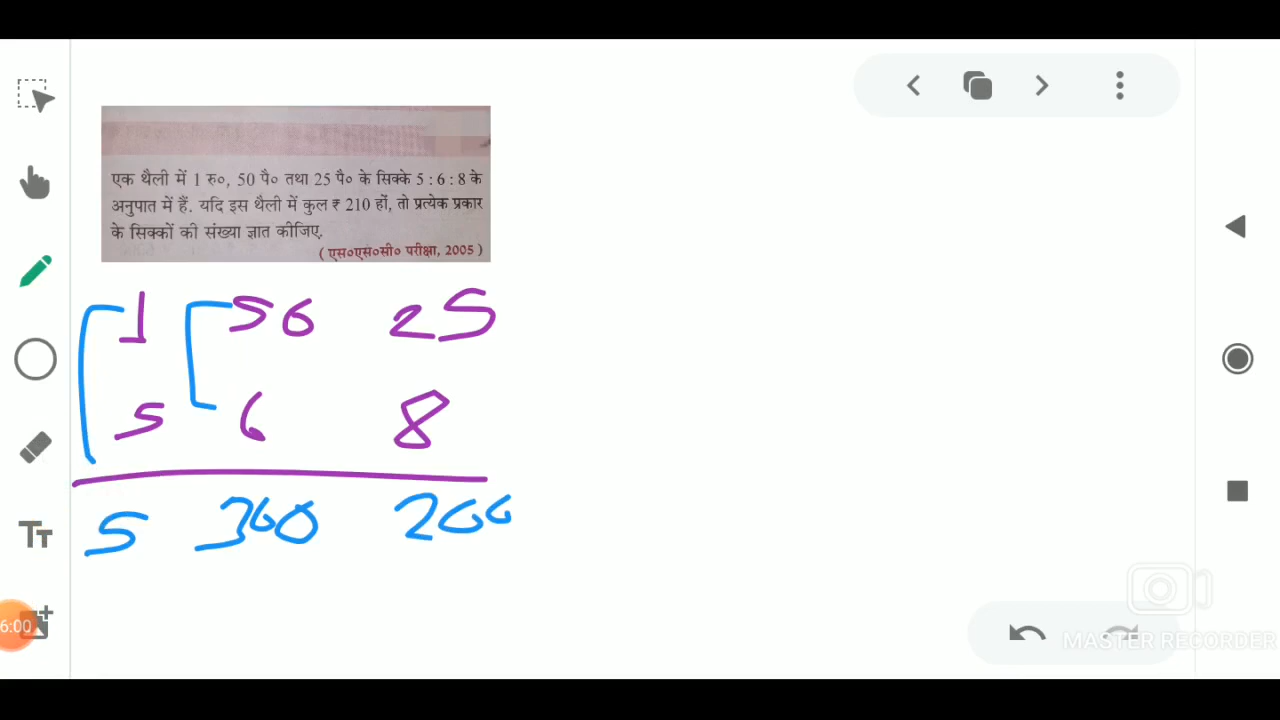 एक थैली में 1 रु०, 50 पै० तथा 25 पै० के सिक्के 5 : 6 : 8 के
अनुपात में हैं. यदि इस थैली में कुल ₹ 210 हों, तो प्रत्येक प्रकार
के सिक्कों की संख्या ज्ञात कीजिए.
( एस०एस०सी० परीक्षा, 2005 )
1 50 25
5 6 8
5 300 200
Tт
6:00
MASTER RECORDER